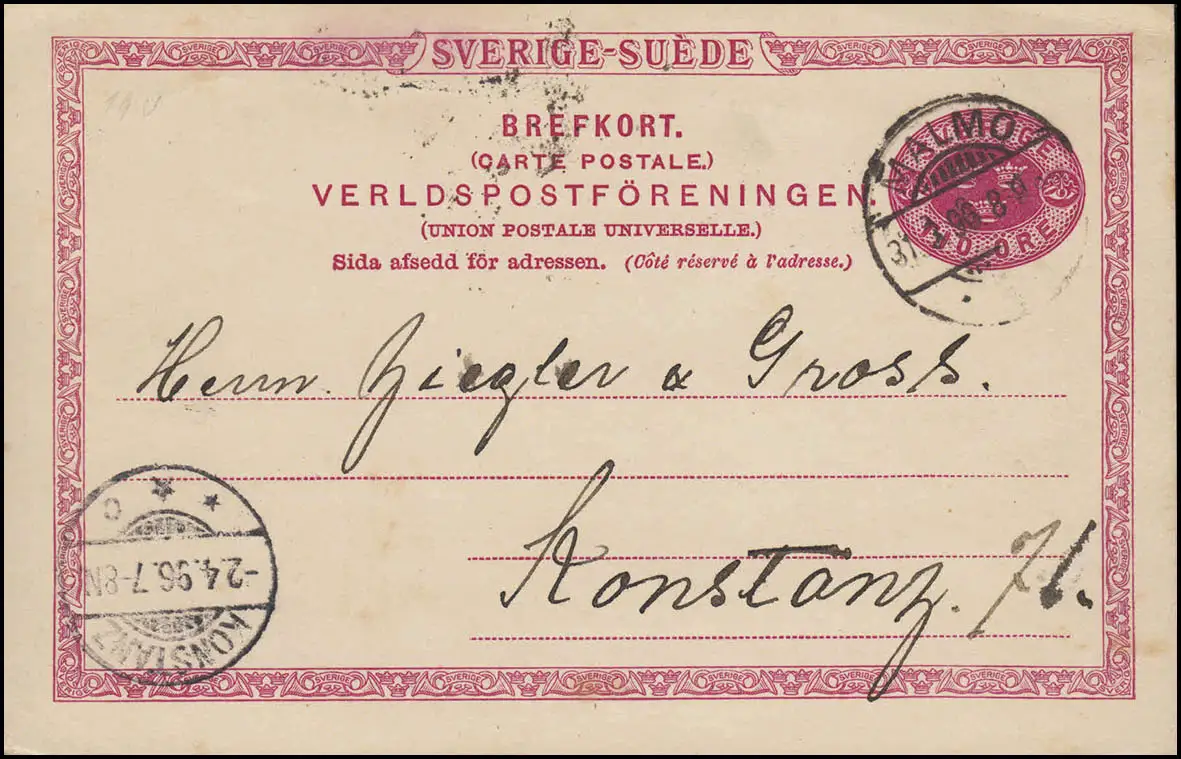 SVERIGE-SUÈDE
BREFKORT.
(CARTE POSTALE.)
VERLDSPOSTFÖRENINGEN.
(UNION POSTALE UNIVERSELLE.)
Sida afsedd för adressen. (Côté réservé à l'adresse.)
MALMÖ
SVERIGE
ÖRE
Herrn. Ziegler & Gross.
Konstanz.
KONSTANZ
-2.4.96.7-8N
C